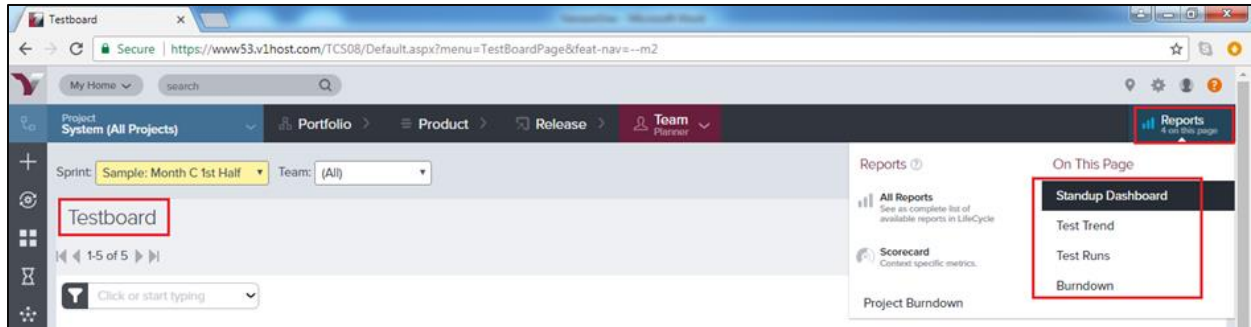 Testboard
Secure | https://www53.v1host.com/TCS08/Default.aspx?menu=TestBoardPage&feat-nav=--m2
My Home
search
Project
System (All Projects)
Portfolio
Product
Release
Team
Planner
Reports
4 on this page
Sprint: Sample: Month C 1st Half
Team: (All)
Testboard
1-5 of 5
Click or start typing
Reports
All Reports
See as complete list of
available reports in LifeCycle
Scorecard
Context specific metrics.
Project Burndown
On This Page
Standup Dashboard
Test Trend
Test Runs
Burndown